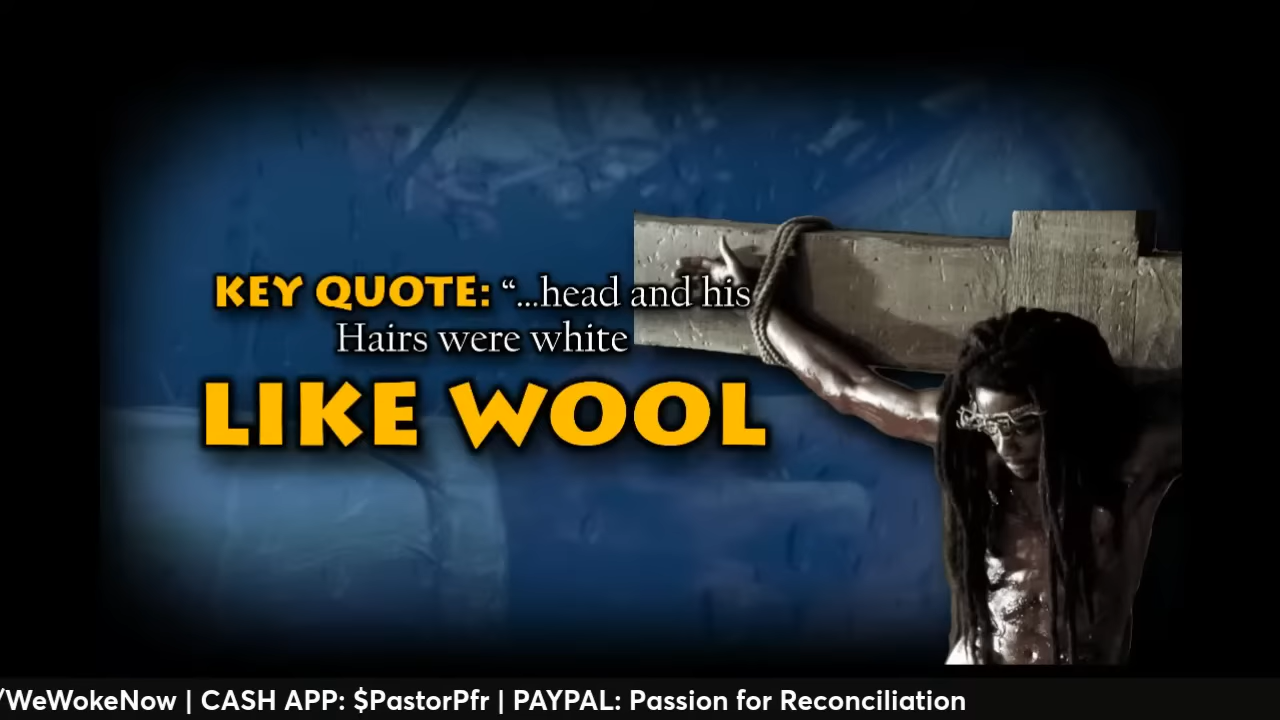 KEY QUOTE: “...head and his
Hairs were white
LIKE WOOL
/WeWokeNow | CASH APP: $PastorPfr | PAYPAL: Passion for Reconciliation